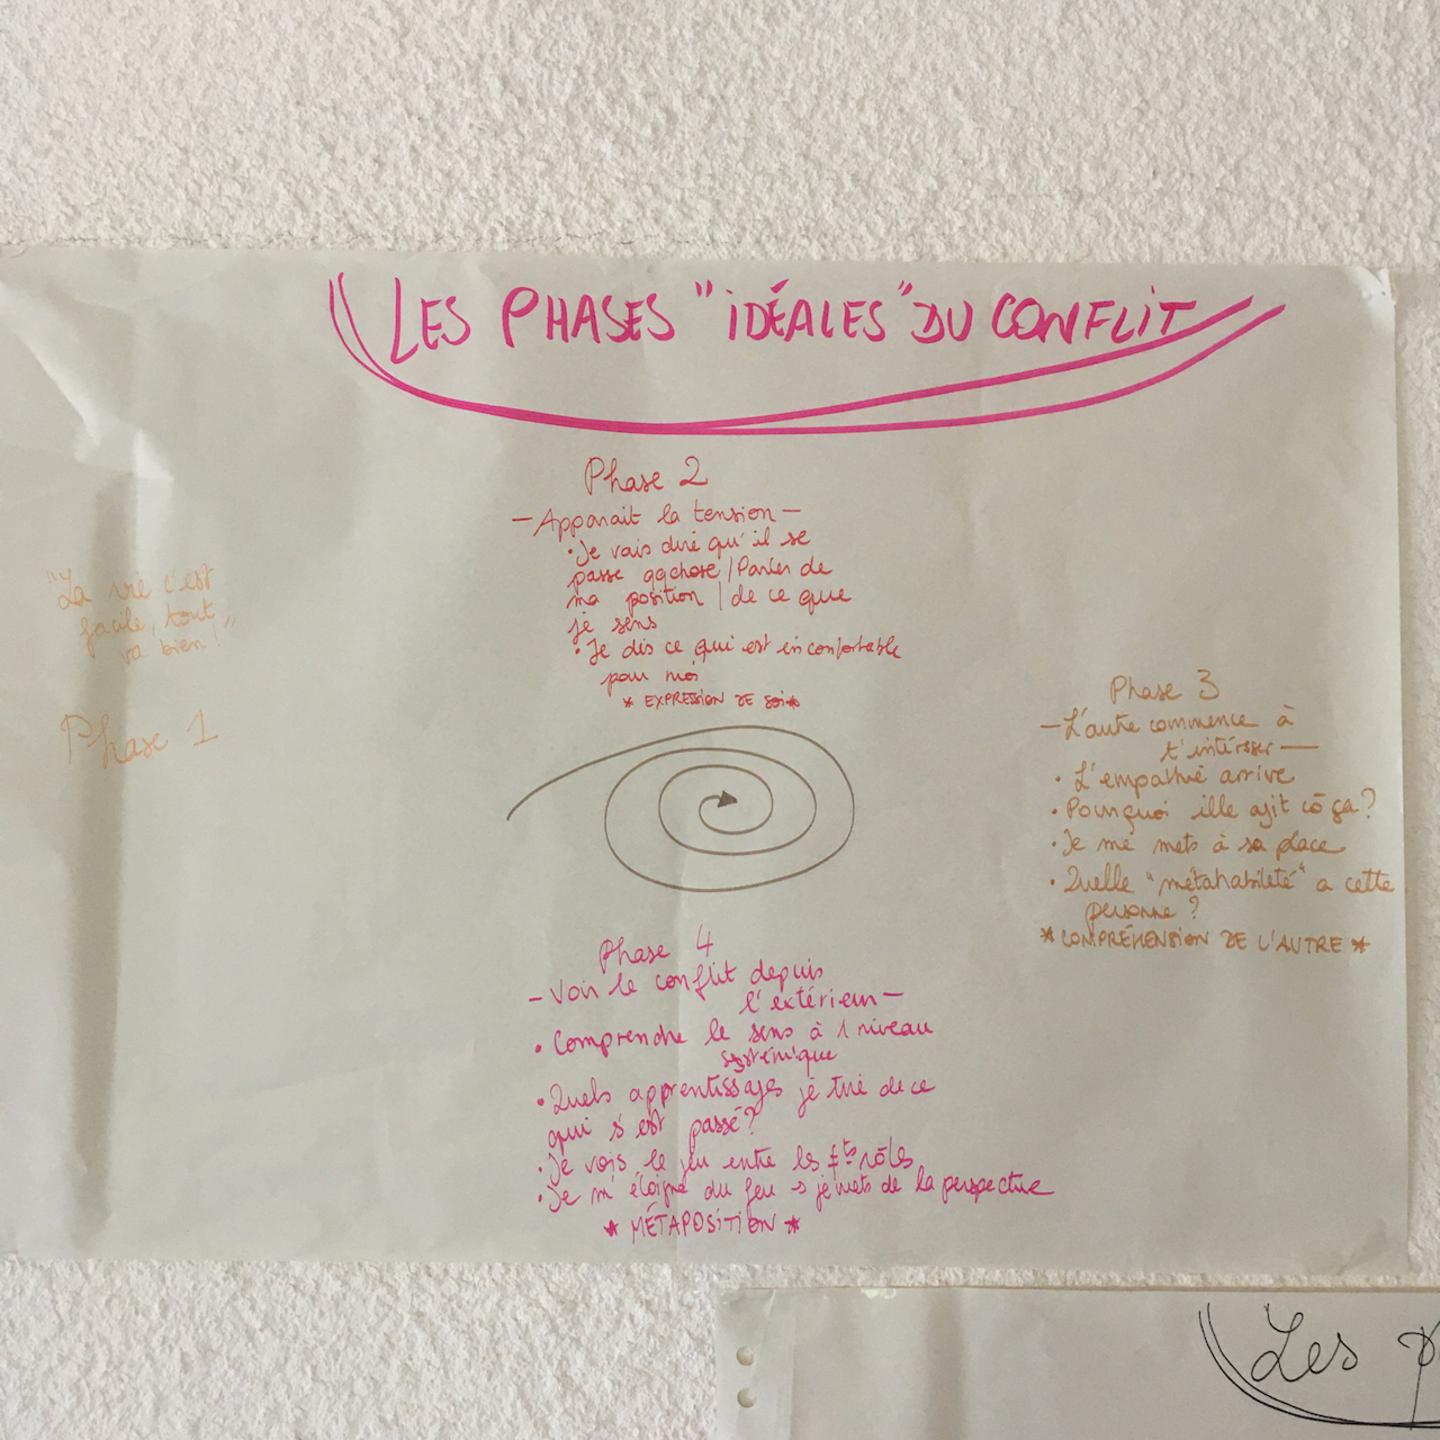 LES PHASES "IDÉALES" DU CONFLIT
"La vie c'est
facile, tout
va bien!"
Phase 1
Phase 2
- Apparait la tension -
• Je vais dire qu'il se
passe qqchose / Parler de
ma position / de ce que
je sens
• Je dis ce qui est inconfortable
pour moi
* EXPRESSION DE SOI *
Phase 3
- L'autre commence à
t'intérsser -
• L'empathie arrive
• Pourquoi ille agit cō ça?
• Je me mets à sa place
• Quelle "métahabileté" a cette
personne ?
* COMPRÉHENSION DE L'AUTRE *
Phase 4
- Voir le conflit depuis
l'extérieur -
• Comprendre le sens à 1 niveau
systémique
• Quels apprentissages je tire de ce
qui s'est passé?
• Je vois le jeu entre les ≠ts rôles
• Je m'éloigne du feu → je mets de la perspective
* MÉTAPOSITION *
Les p